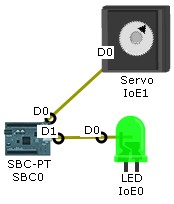 D0
Servo
IoE1
D0
D1
D0
SBC-PT
SBC0
LED
IoE0